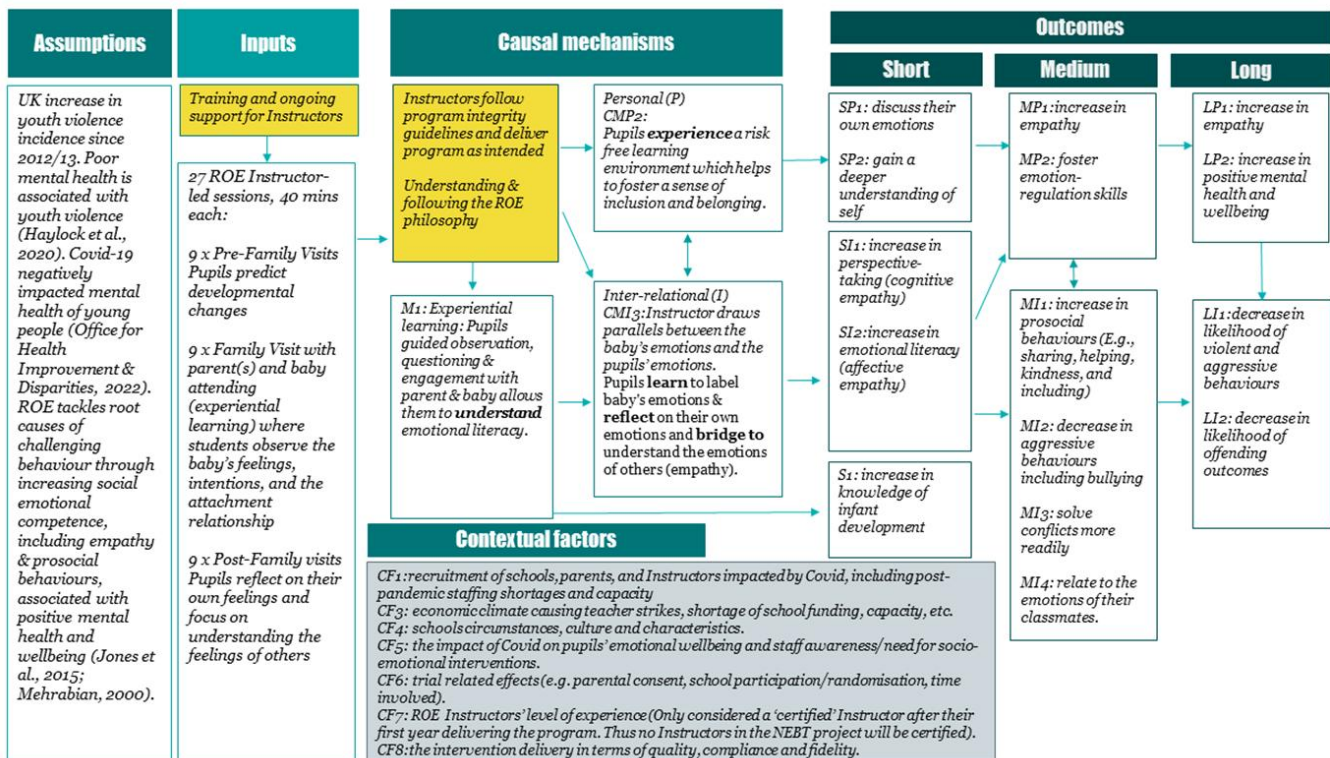 Assumptions
UK increase in
youth violence
incidence since
2012/13. Poor
mental health is
associated with
youth violence
(Haylock et al.,
2020). Covid-19
negatively
impacted mental
health of young
people (Office for
Health
Improvement &
Disparities, 2022).
ROE tackles root
causes of
challenging
behaviour through
increasing social
emotional
competence,
including empathy
& prosocial
behaviours,
associated with
positive mental
health and
wellbeing (Jones et
al., 2015;
Mehrabian, 2000).
Inputs
Training and ongoing
support for Instructors
27 ROE Instructor-
led sessions, 40 mins
each:
9 x Pre-Family Visits
Pupils predict
developmental
changes
9 x Family Visit with
parent(s) and baby
attending
(experiential
learning) where
students observe the
baby's feelings,
intentions, and the
attachment
relationship
9 x Post-Family visits
Pupils reflect on their
own feelings and
focus on
understanding the
feelings of others
Causal mechanisms
Instructors follow
program integrity
guidelines and deliver
program as intended
Understanding &
following the ROE
philosophy
M1: Experiential
learning: Pupils
guided observation,
questioning &
engagement with
parent & baby allows
them to understand
emotional literacy.
Personal (P)
CMP2:
Pupils experience a risk
free learning
environment which helps
to foster a sense of
inclusion and belonging.
Inter-relational (I)
CMI3: Instructor draws
parallels between the
baby's emotions and the
pupils' emotions.
Pupils learn to label
baby's emotions &
reflect on their own
emotions and bridge to
understand the emotions
of others (empathy).
Outcomes
Short
SP1: discuss their
own emotions
SP2: gain a
deeper
understanding of
self
SI1: increase in
perspective-
taking (cognitive
empathy)
SI2: increase in
emotional literacy
(affective
empathy)
S1: increase in
knowledge of
infant
development
Medium
MP1: increase in
empathy
MP2: foster
emotion-
regulation skills
MI1: increase in
prosocial
behaviours (E.g.,
sharing, helping,
kindness, and
including)
MI2: decrease in
aggressive
behaviours
including bullying
MI3: solve
conflicts more
readily
MI4: relate to the
emotions of their
classmates.
Long
LP1: increase in
empathy
LP2: increase in
positive mental
health and
wellbeing
LI1: decrease in
likelihood of
violent and
aggressive
behaviours
LI2: decrease in
likelihood of
offending
outcomes
Contextual factors
CF1: recruitment of schools, parents, and Instructors impacted by Covid, including post-
pandemic staffing shortages and capacity
CF3: economic climate causing teacher strikes, shortage of school funding, capacity, etc.
CF4: schools circumstances, culture and characteristics.
CF5: the impact of Covid on pupils' emotional wellbeing and staff awareness/need for socio-
emotional interventions.
CF6: trial related effects (e.g. parental consent, school participation/randomisation, time
involved).
CF7: ROE Instructors' level of experience (Only considered a 'certified' Instructor after their
first year delivering the program. Thus no Instructors in the NEBT project will be certified).
CF8: the intervention delivery in terms of quality, compliance and fidelity.